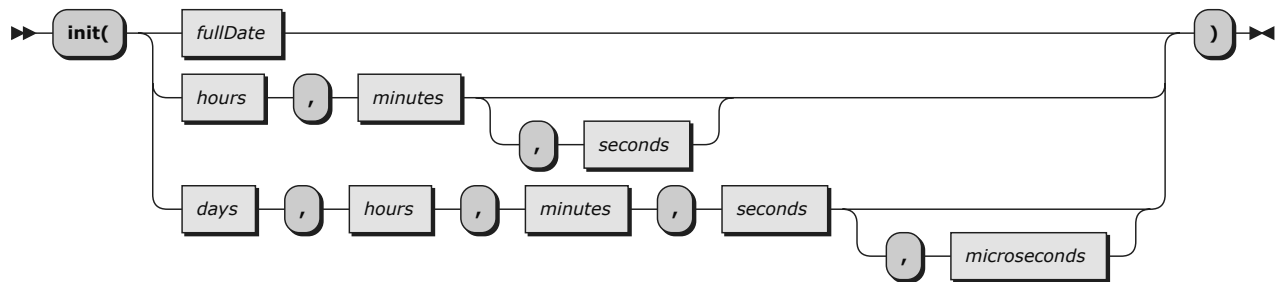 init( fullDate )
hours , minutes
, seconds
days , hours , minutes , seconds
, microseconds